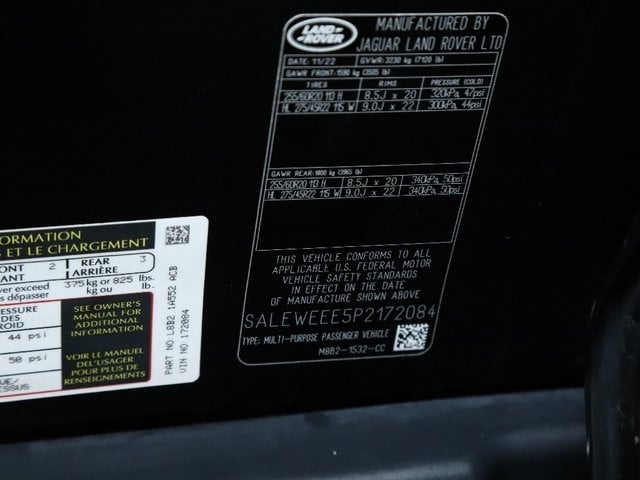 LAND
ROVER
MANUFACTURED BY
JAGUAR LAND ROVER LTD
DATE: 11/22 GVWR: 3230 kg (7120 lb)
GAWR FRONT: 1590 kg (3505 lb)
TIRES RIMS PRESSURE (COLD)
255/60R20 113 H 8.5J x 20 320kPa, 47psi
HL 275/45R22 115 W 9.0J x 22 300kPa, 44psi
GAWR REAR: 1800 kg (3965 lb)
255/60R20 113 H 8.5J x 20 340kPa, 50psi
HL 275/45R22 115 W 9.0J x 22 340kPa, 50psi
THIS VEHICLE CONFORMS TO ALL
APPLICABLE U.S. FEDERAL MOTOR
VEHICLE SAFETY STANDARDS
IN EFFECT ON THE DATE
OF MANUFACTURE SHOWN ABOVE
SALEWEEE5P2172084
TYPE: MULTI-PURPOSE PASSENGER VEHICLE
M8B2-1532-CC
ORMATION
ET LE CHARGEMENT
ONT 2 REAR 3
ANT ARRIÈRE
ver exceed 375 kg or 825 lbs.
s dépasser kg ou lb.
ESSURE
DES
ROID
44 psi
50 psi
SEE OWNER'S
MANUAL FOR
ADDITIONAL
INFORMATION
VOIR LE MANUEL
DE L'USAGER
POUR PLUS DE
RENSEIGNEMENTS
PART NO L8B2 1A552 ACB
VIN NO 172084